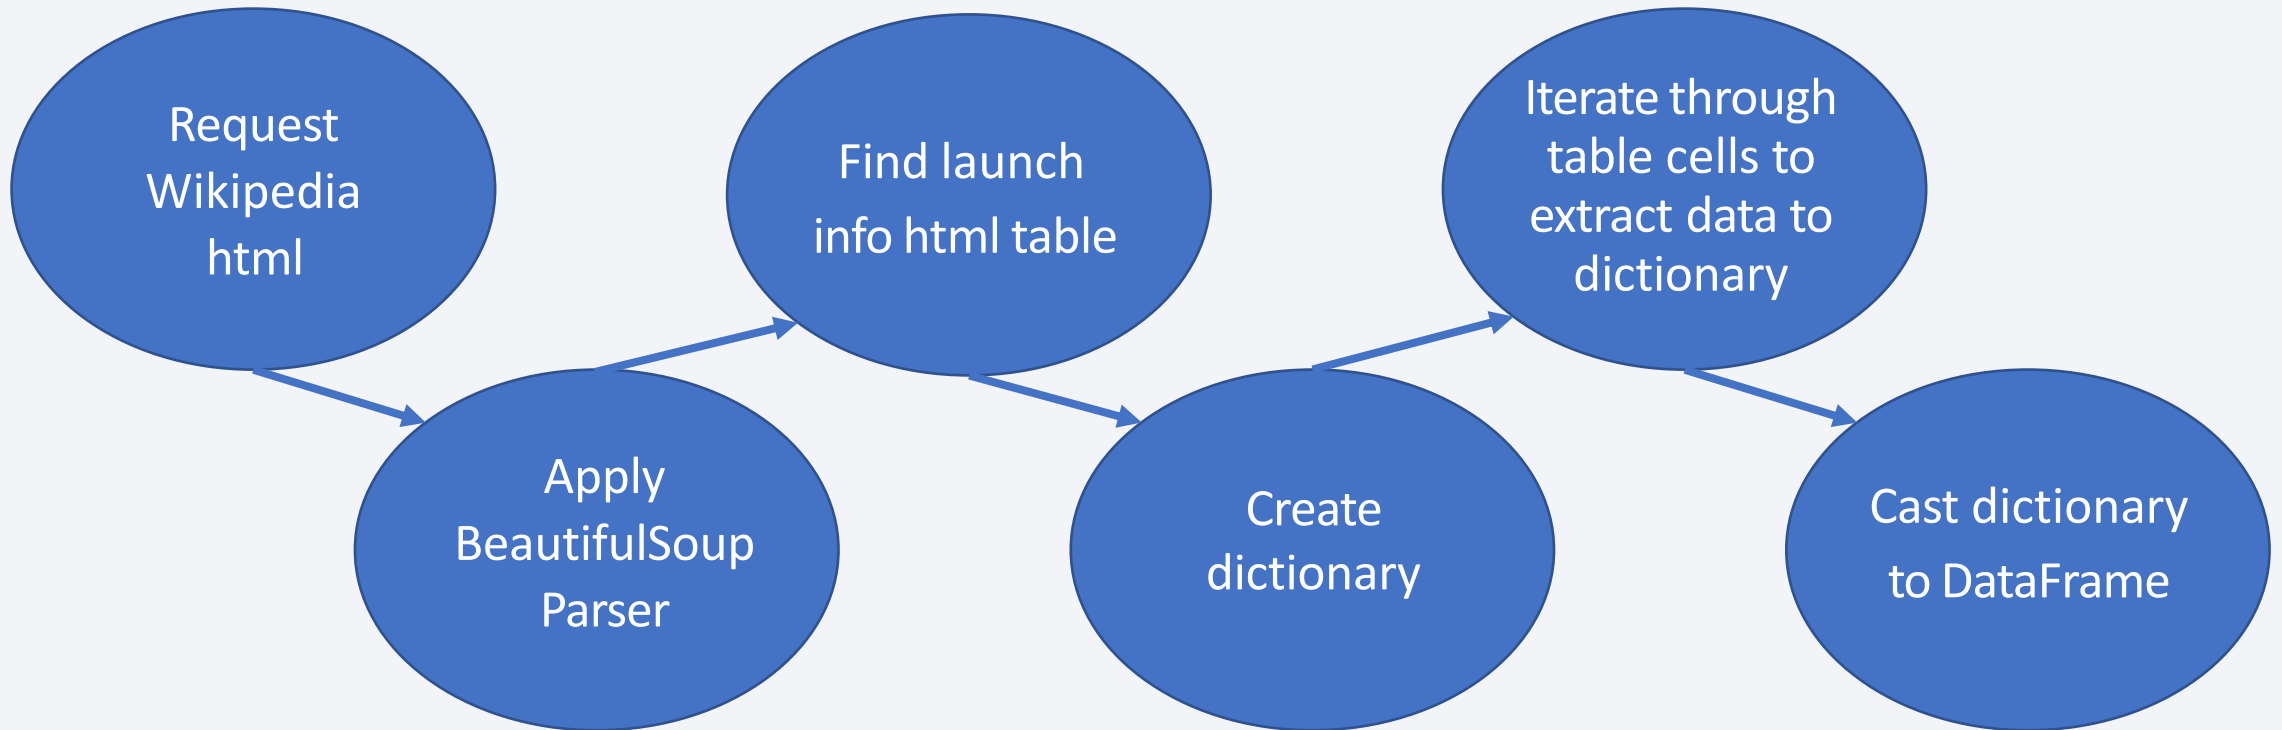 Request
Wikipedia
html
Apply
BeautifulSoup
Parser
Find launch
info html table
Create
dictionary
Iterate through
table cells to
extract data to
dictionary
Cast dictionary
to DataFrame